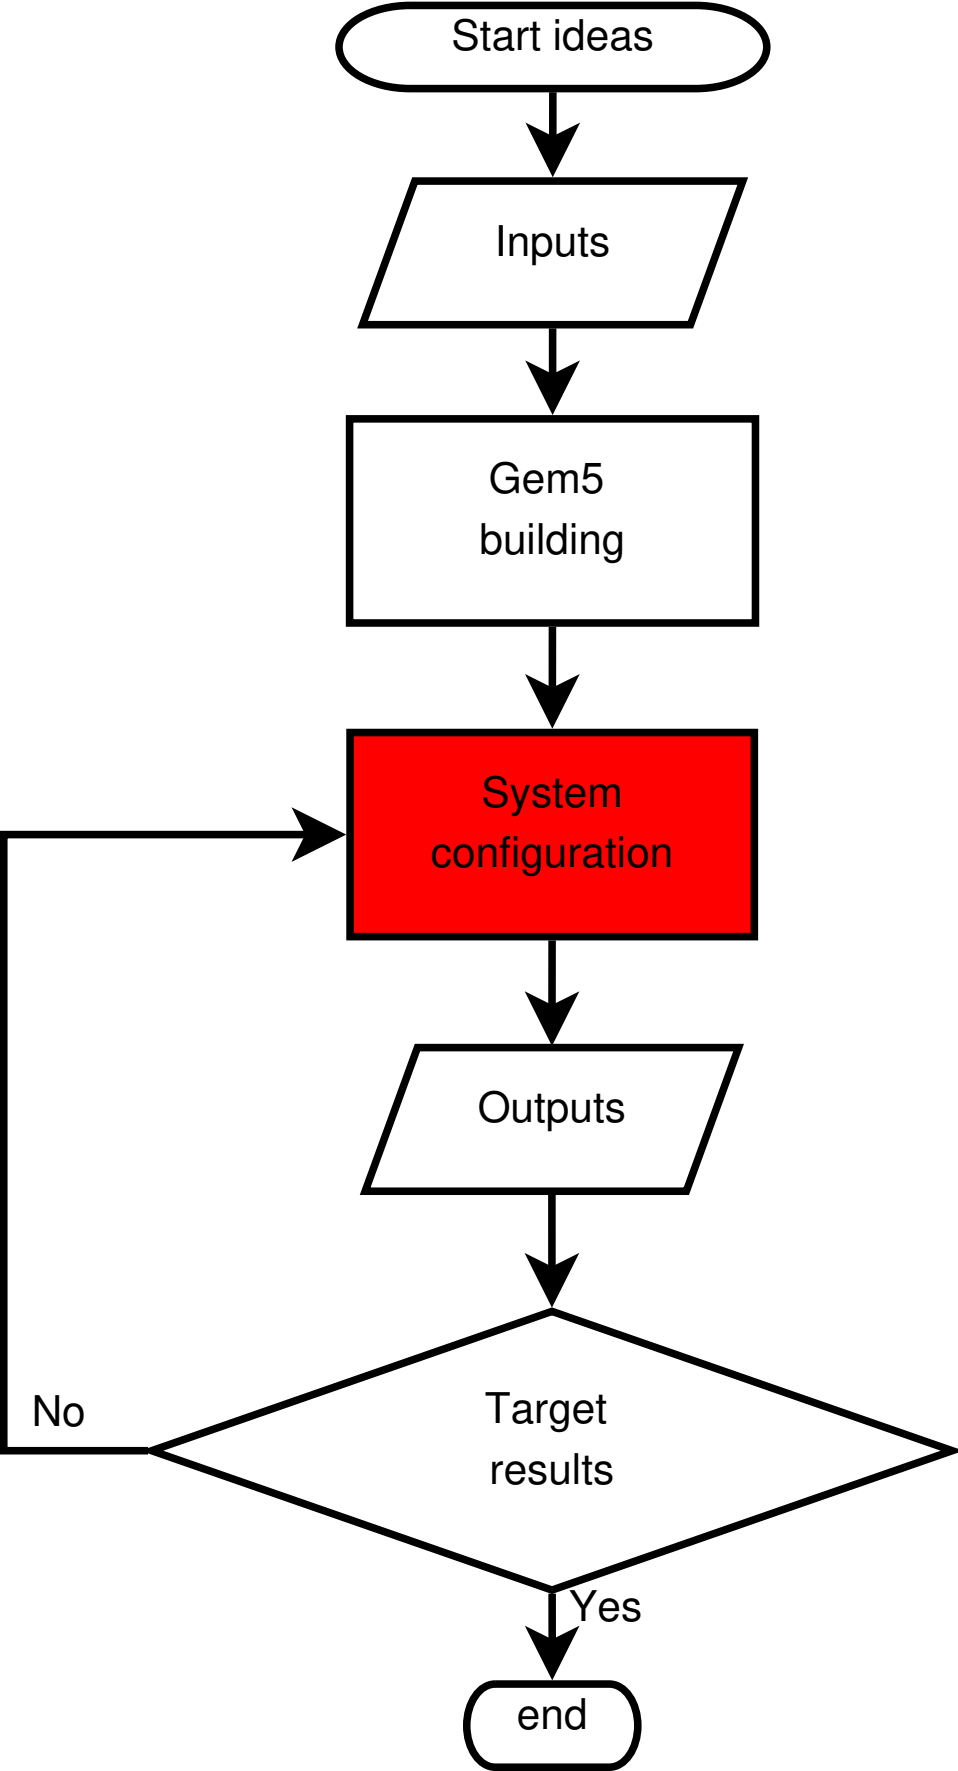 Start ideas
Inputs
Gem5
building
System
configuration
Outputs
Target
results
No
Yes
end